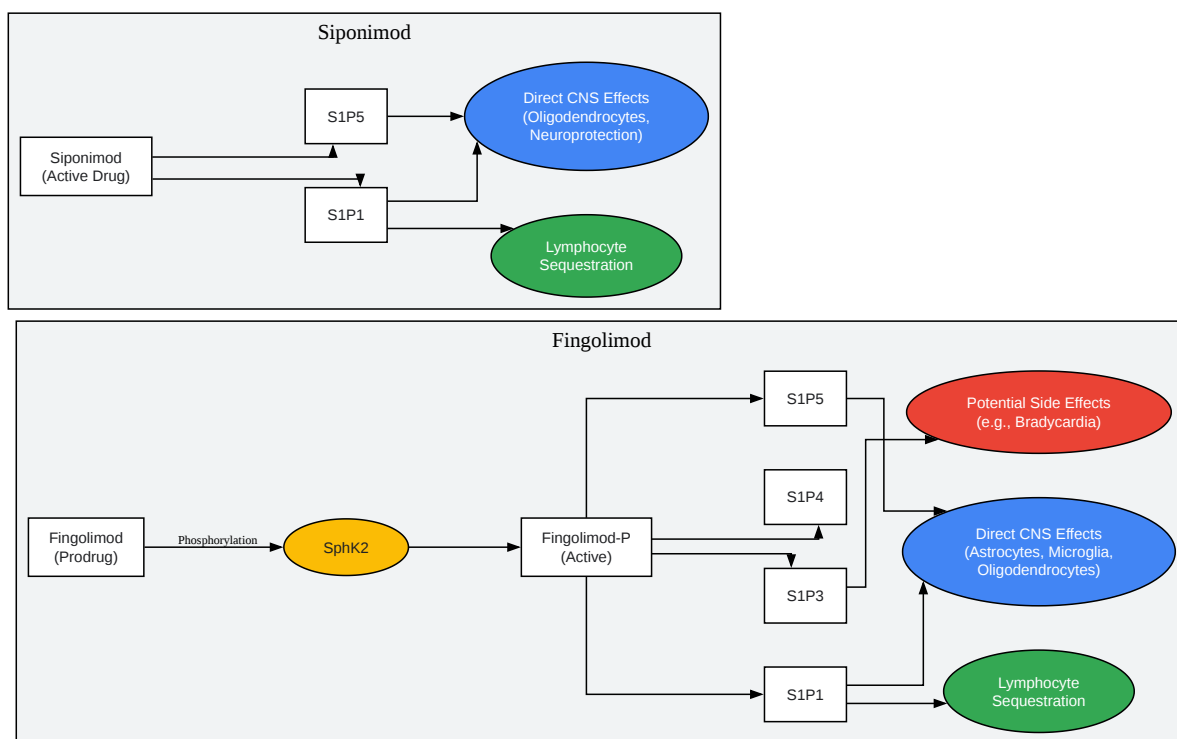 Siponimod
Direct CNS Effects
(Oligodendrocytes,
Neuroprotection)
S1P5
Siponimod
(Active Drug)
S1P1
Lymphocyte
Sequestration
Fingolimod
S1P5
Potential Side Effects
(e.g., Bradycardia)
S1P4
Fingolimod
(Prodrug)
Phosphorylation
SphK2
Fingolimod-P
(Active)
Direct CNS Effects
(Astrocytes, Microglia,
Oligodendrocytes)
S1P3
S1P1
Lymphocyte
Sequestration